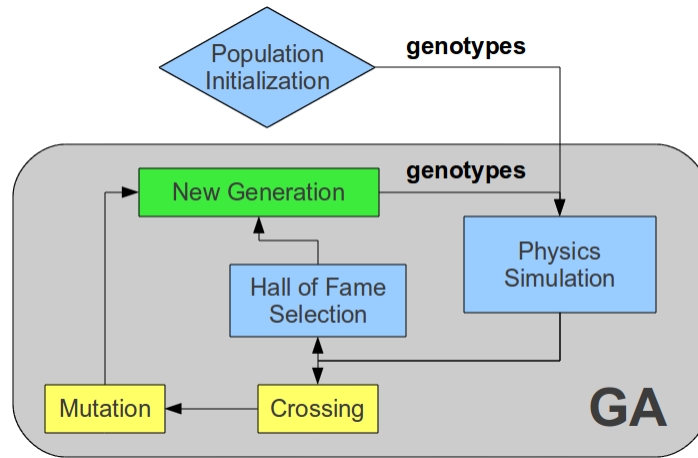 Population
Initialization
genotypes
New Generation
genotypes
Physics
Simulation
Hall of Fame
Selection
Mutation
Crossing
GA